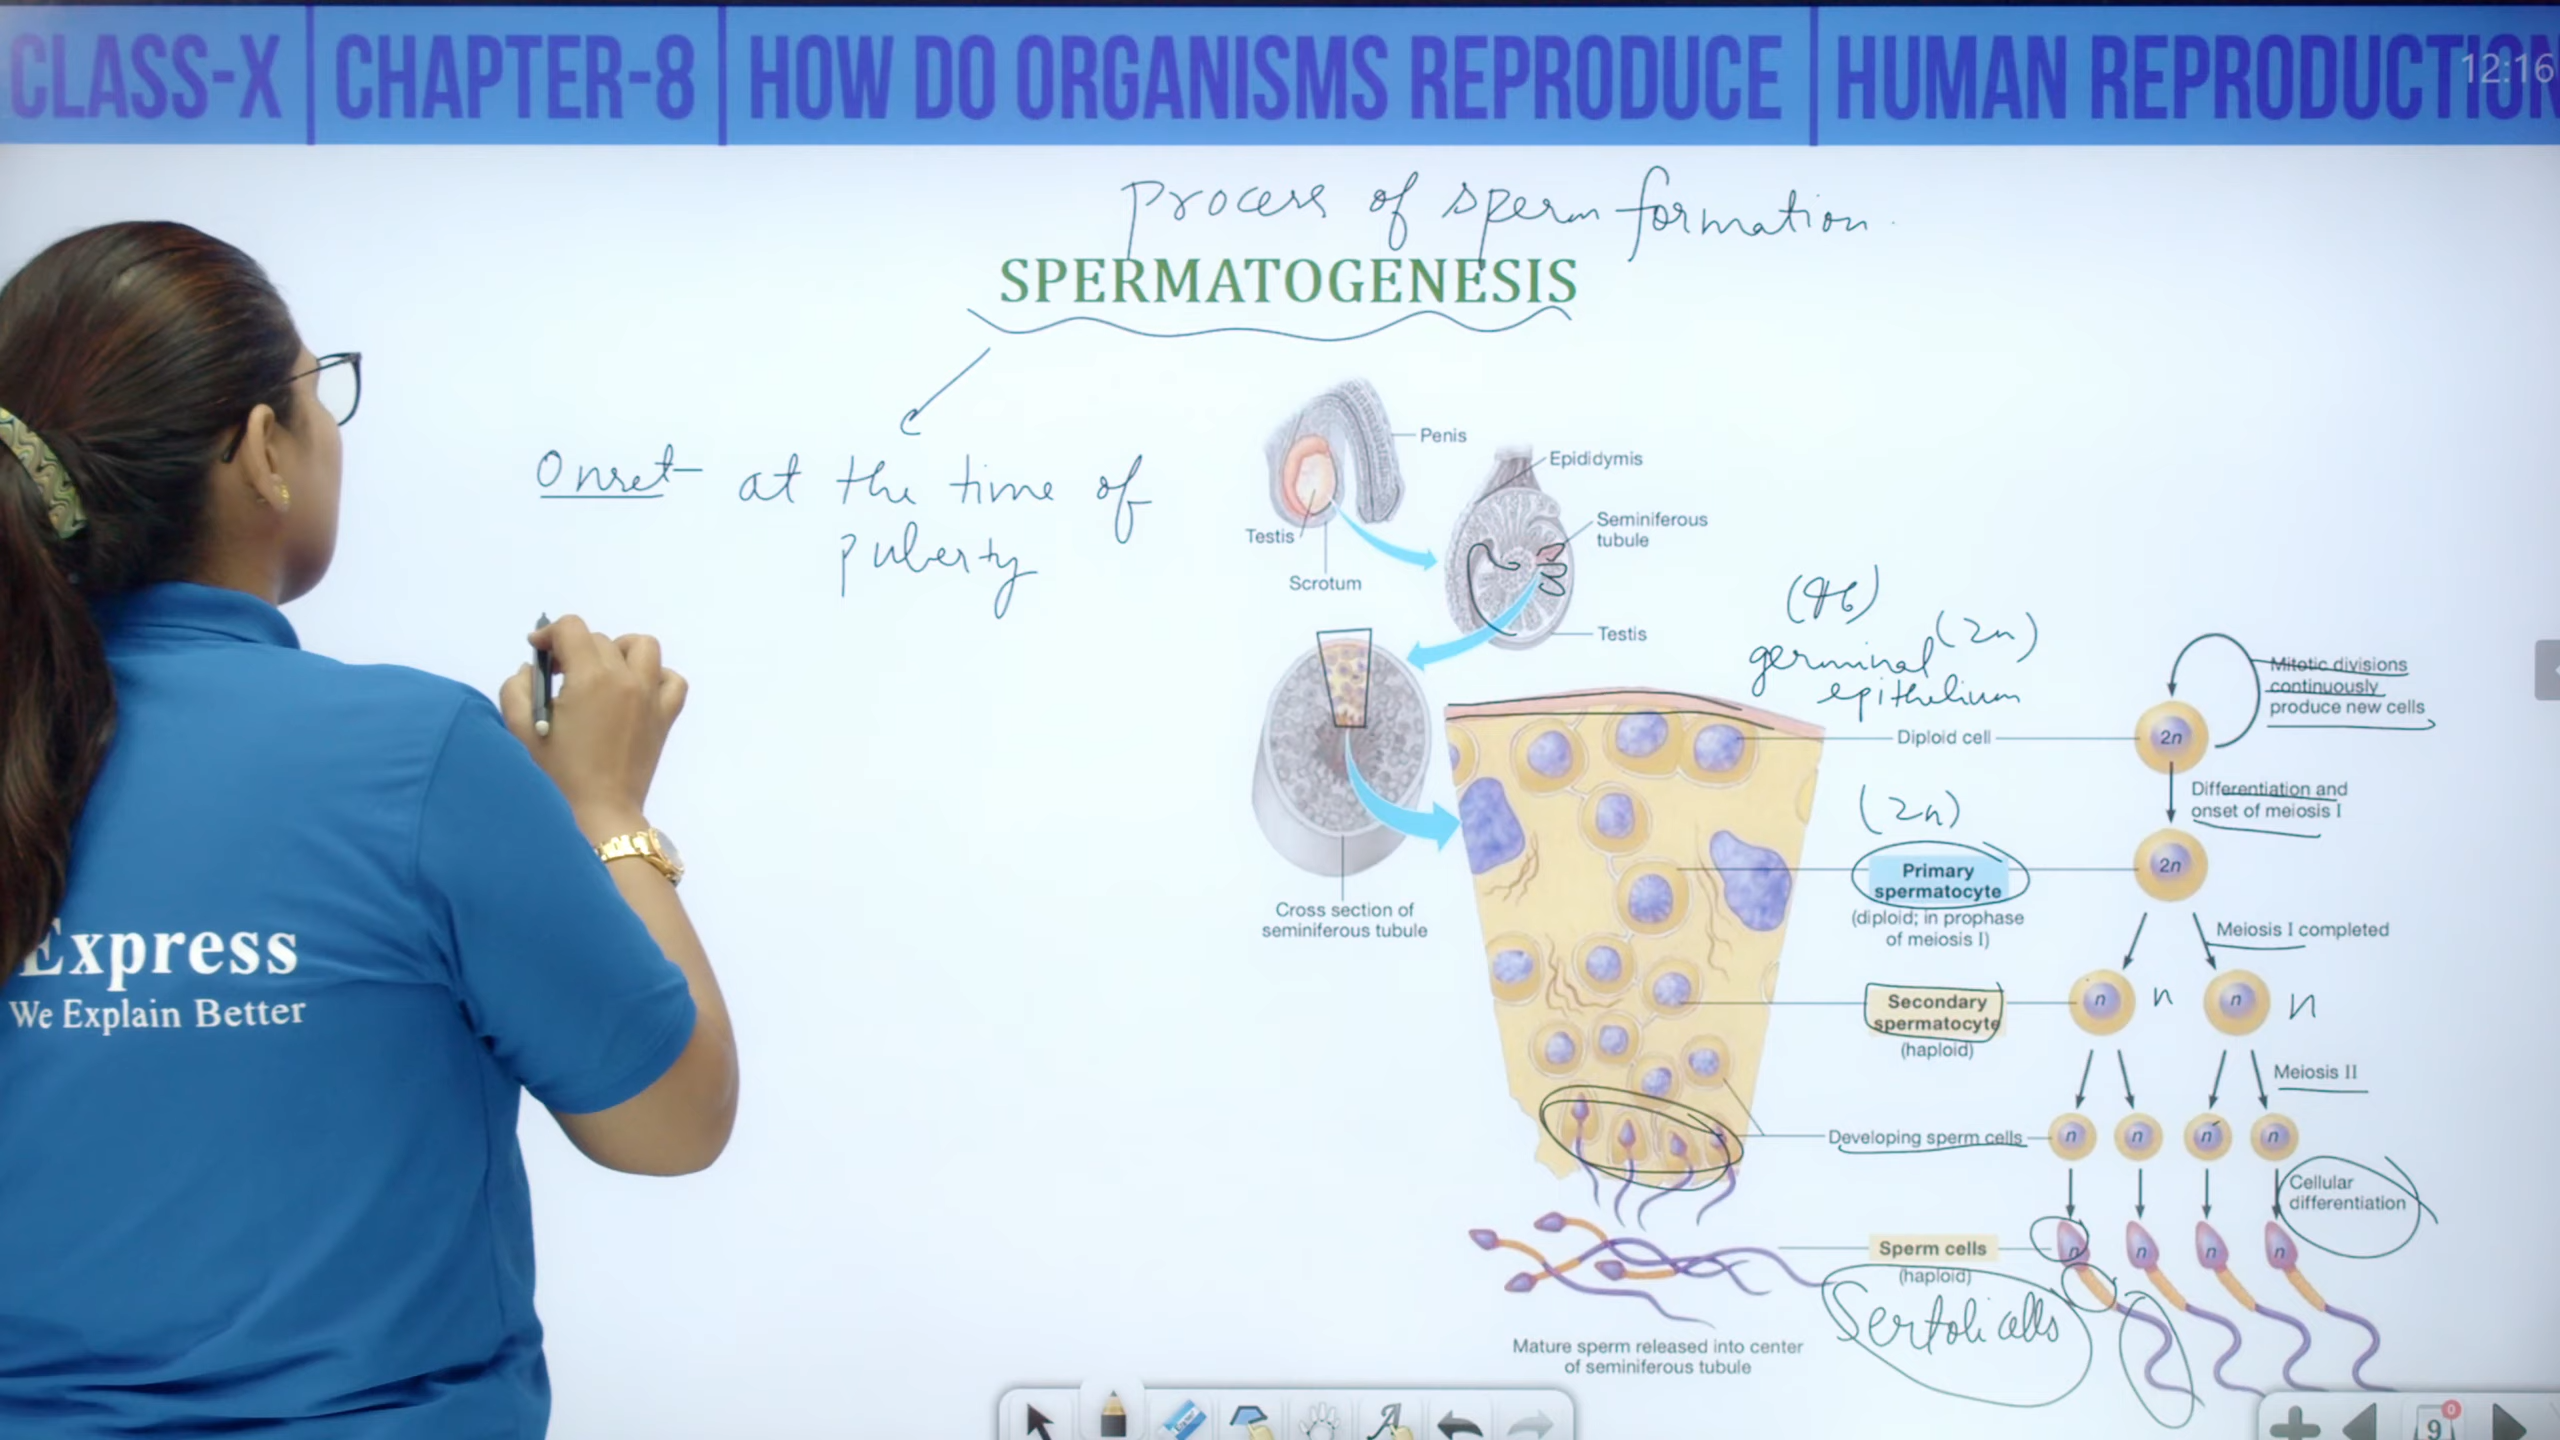 CLASS-X CHAPTER-8 HOW DO ORGANISMS REPRODUCE HUMAN REPRODUCTION
12:16
Process of sperm formation
SPERMATOGENESIS
Onset - at the time of
puberty
Penis
Epididymis
Seminiferous
tubule
Testis
Scrotum
Testis
(46)
germinal (2n)
epithelium
Mitotic divisions
continuously
produce new cells
Diploid cell
2n
Differentiation and
onset of meiosis I
(2n)
Primary
spermatocyte
(diploid; in prophase
of meiosis I)
2n
Cross section of
seminiferous tubule
Meiosis I completed
Secondary
spermatocyte
(haploid)
n n n n
Meiosis II
Developing sperm cells
n n n n
Cellular
differentiation
Sperm cells
(haploid)
n n n n
Sertoli cells
Mature sperm released into center
of seminiferous tubule
Express
We Explain Better
9
0